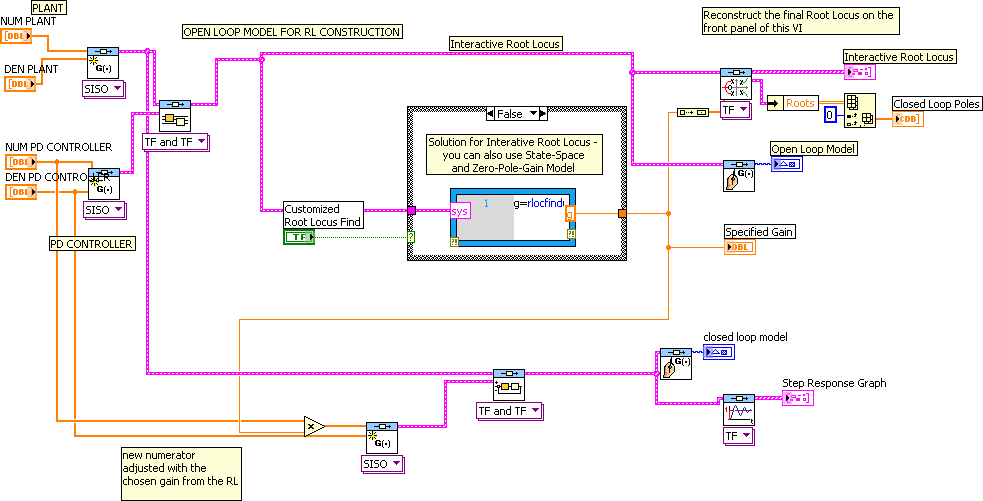 PLANT
NUM PLANT
DBL
DEN PLANT
DBL
G(•)
SISO
OPEN LOOP MODEL FOR RL CONSTRUCTION
TF and TF
NUM PD CONTROLLER
DBL
DEN PD CONTROLLER
DBL
G(•)
SISO
PD CONTROLLER
Interactive Root Locus
False
Solution for Interative Root Locus -
you can also use State-Space
and Zero-Pole-Gain Model
sys
1
g=rlocfind
g
Customized
Root Locus Find
TF
?
Reconstruct the final Root Locus on the
front panel of this VI
Interactive Root Locus
TF
Roots
0
Closed Loop Poles
Open Loop Model
G(•)
Specified Gain
DBL
closed loop model
G(•)
Step Response Graph
TF
TF and TF
x
G(•)
SISO
new numerator
adjusted with the
chosen gain from the RL